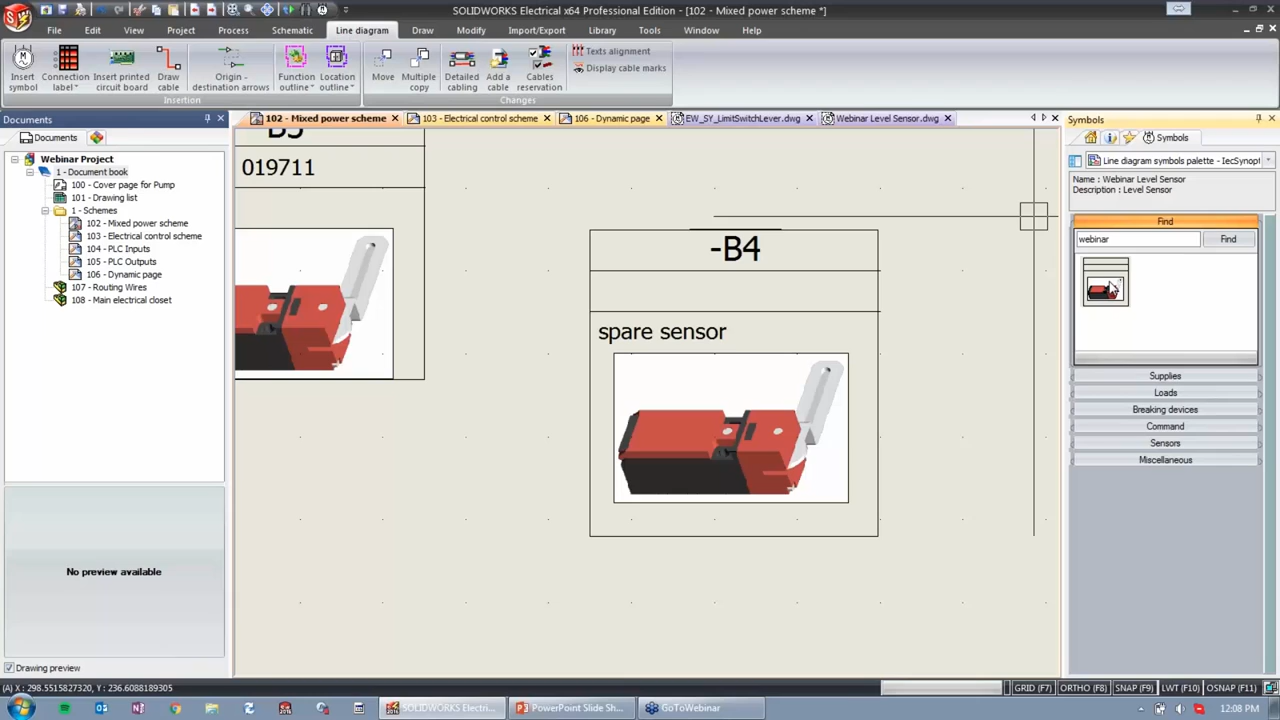 SOLIDWORKS Electrical x64 Professional Edition - [102 - Mixed power scheme *]
File Edit View Project Process Schematic Line diagram Draw Modify Import/Export Library Tools Window Help
Insert symbol
Connection label
Insert printed circuit board
Draw cable
Origin - destination arrows
Function outline
Location outline
Move
Multiple copy
Detailed cabling
Add a cable
Cables reservation
Texts alignment
Display cable marks
Insertion
Changes
Documents
102 - Mixed power scheme
103 - Electrical control scheme
106 - Dynamic page
EW_SY_LimitSwitchLever.dwg
Webinar Level Sensor.dwg
Documents
Webinar Project
1 - Document book
100 - Cover page for Pump
101 - Drawing list
1 - Schemes
102 - Mixed power scheme
103 - Electrical control scheme
104 - PLC Inputs
105 - PLC Outputs
106 - Dynamic page
107 - Routing Wires
108 - Main electrical closet
No preview available
Drawing preview
019711
-B4
spare sensor
Symbols
Symbols
Line diagram symbols palette - IecSynopt
Name : Webinar Level Sensor
Description : Level Sensor
Find
webinar
Find
Supplies
Loads
Breaking devices
Command
Sensors
Miscellaneous
(A) X : 298.5515827320, Y : 236.6088189305
GRID (F7) ORTHO (F8) SNAP (F9) LWT (F10) OSNAP (F11)
SOLIDWORKS Electri...
PowerPoint Slide Sh...
GoToWebinar
12:08 PM